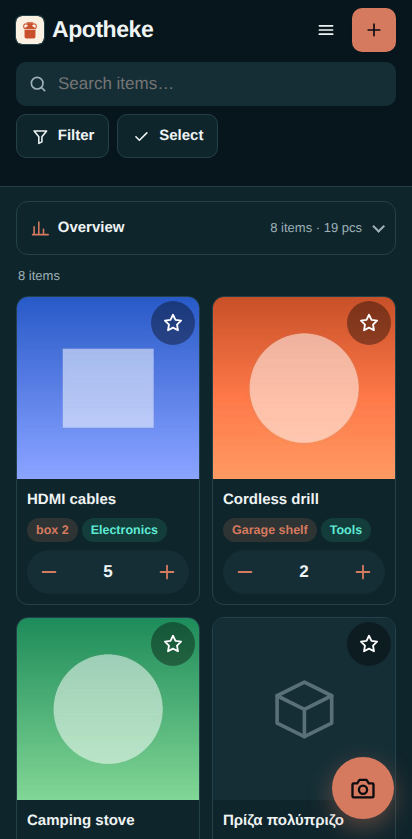 Apotheke
Search items…
Filter
Select
Overview
8 items · 19 pcs
8 items
HDMI cables
box 2
Electronics
5
Cordless drill
Garage shelf
Tools
2
Camping stove
Πρίζα πολύπριζο